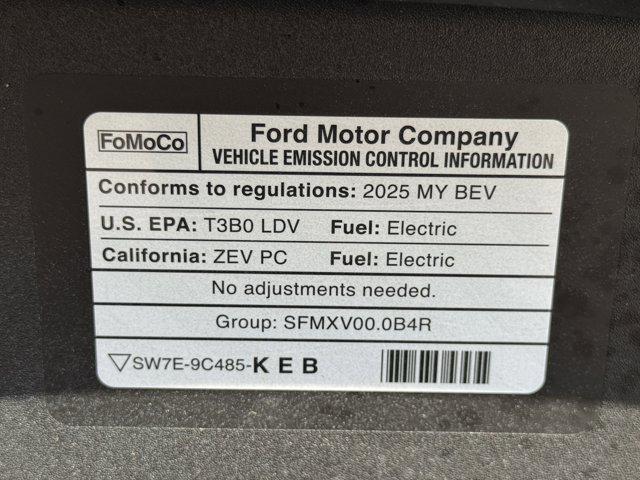 FoMoCo
Ford Motor Company
VEHICLE EMISSION CONTROL INFORMATION
Conforms to regulations: 2025 MY BEV
U.S. EPA: T3B0 LDV Fuel: Electric
California: ZEV PC Fuel: Electric
No adjustments needed.
Group: SFMXV00.0B4R
SW7E-9C485-K E B